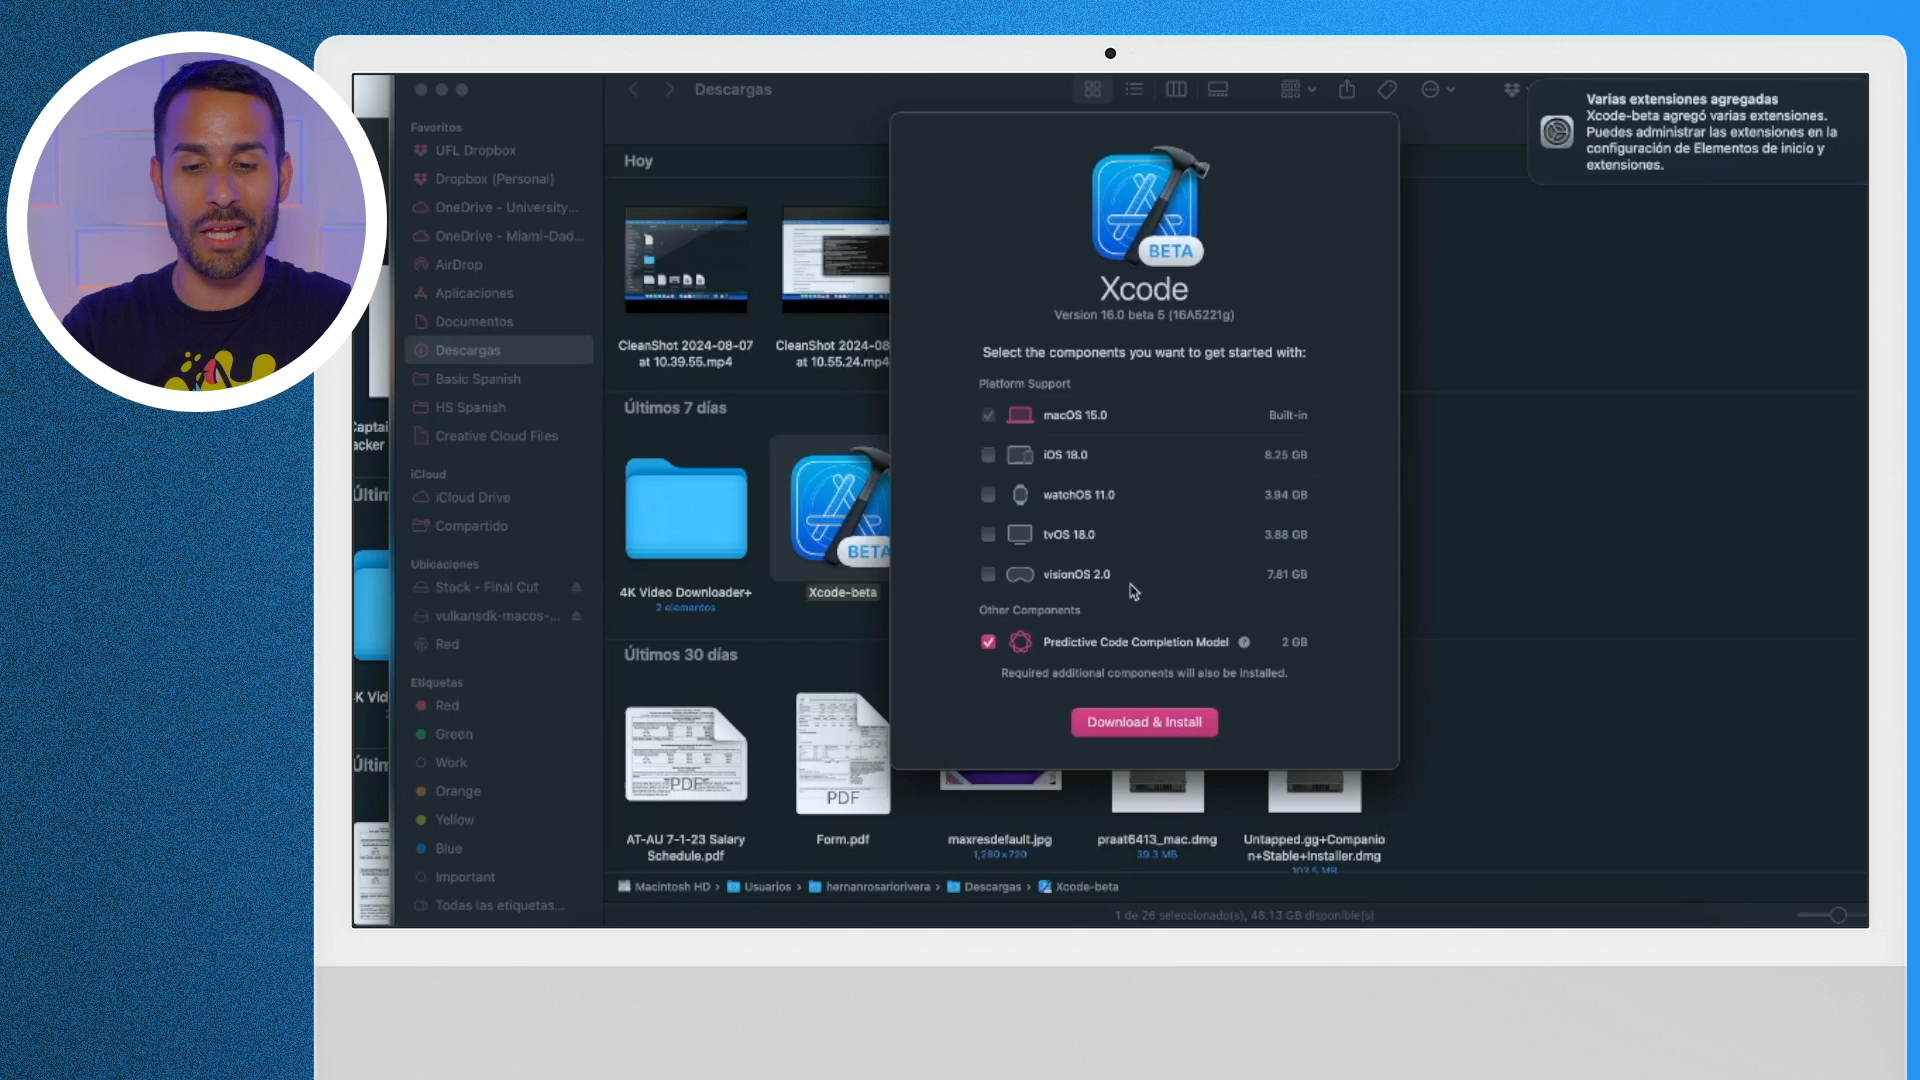 Descargas
Varias extensiones agregadas
Xcode-beta agregó varias extensiones.
Puedes administrar las extensiones en la
configuración de Elementos de inicio y
extensiones.
Favoritos
UFL Dropbox
Dropbox (Personal)
OneDrive - University...
OneDrive - Miami-Dad...
AirDrop
Aplicaciones
Documentos
Descargas
Basic Spanish
HS Spanish
Creative Cloud Files
iCloud
iCloud Drive
Compartido
Ubicaciones
Stock - Final Cut
vulkansdk-macos-...
Red
Etiquetas
Red
Green
Work
Orange
Yellow
Blue
Important
Todas las etiquetas...
Hoy
CleanShot 2024-08-07
at 10.39.55.mp4
CleanShot 2024-08
at 10.55.24.mp4
Últimos 7 días
4K Video Downloader+
2 elementos
BETA
Xcode-beta
Últimos 30 días
PDF
AT-AU 7-1-23 Salary
Schedule.pdf
PDF
Form.pdf
maxresdefault.jpg
1,280×720
praat6413_mac.dmg
39.3 MB
Untapped.gg+Companio
n+Stable+Installer.dmg
103.5 MB
BETA
Xcode
Version 16.0 beta 5 (16A5221g)
Select the components you want to get started with:
Platform Support
macOS 15.0 Built-in
iOS 18.0 8.25 GB
watchOS 11.0 3.94 GB
tvOS 18.0 3.88 GB
visionOS 2.0 7.81 GB
Other Components
Predictive Code Completion Model ? 2 GB
Required additional components will also be installed.
Download & Install
Macintosh HD › Usuarios › hernanrosariorivera › Descargas › Xcode-beta
1 de 26 seleccionado(s), 48.13 GB disponible(s)